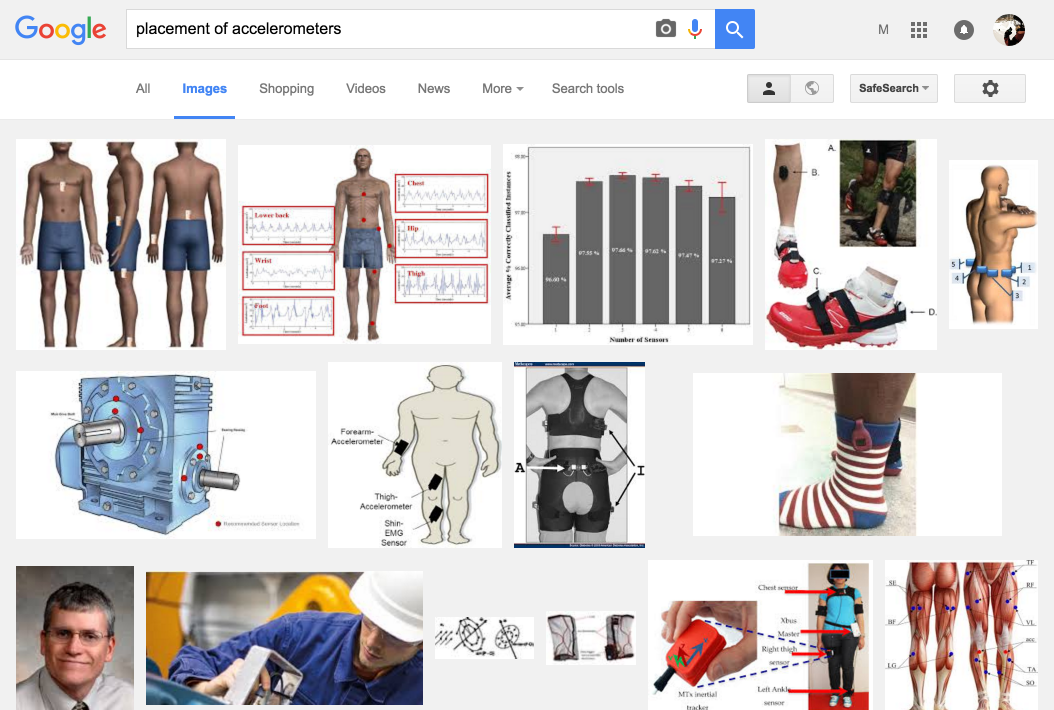 Google
placement of accelerometers
M
All Images Shopping Videos News More Search tools
SafeSearch
Lower back
Wrist
Foot
Chest
Hip
Thigh
Average % Correctly Classified Instances
96.60 %
97.55 %
97.66 %
97.62 %
97.47 %
97.27 %
Number of Sensors
A.
B.
C.
D.
5
4
1
2
3
Recommended Sensor Location
Forearm-
Accelerometer
Thigh-
Accelerometer
Shin-
EMG
Sensor
A
I
Chest sensor
Xbus
Master
Right thigh
sensor
Left Ankle
sensor
MTs inertial
tracker
SE
BF
LG
TF
RF
VL
TA
SO